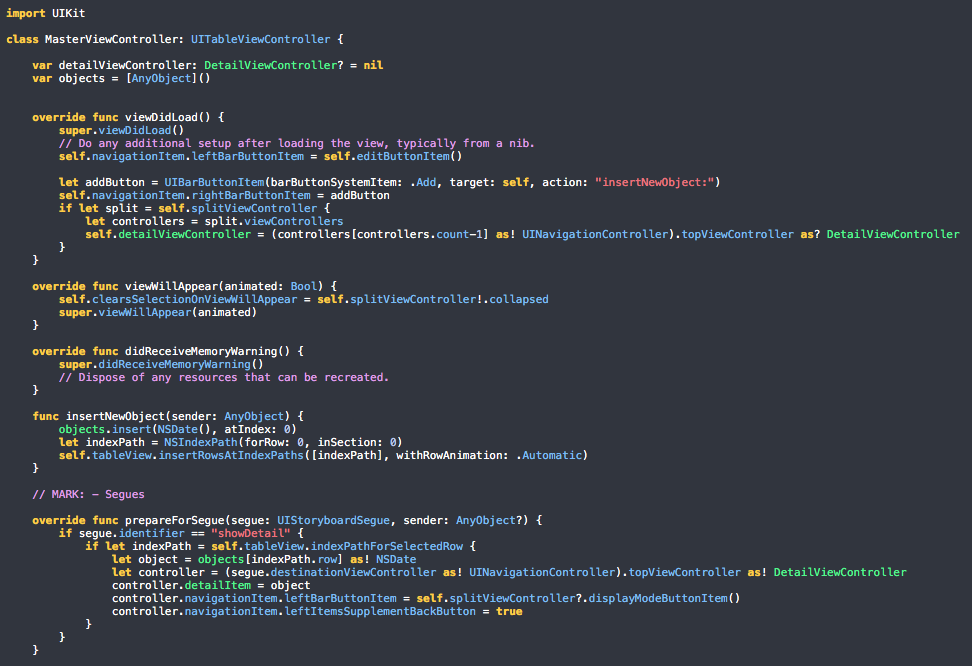 import UIKit
class MasterViewController: UITableViewController {
var detailViewController: DetailViewController? = nil
var objects = [AnyObject]()
override func viewDidLoad() {
super.viewDidLoad()
// Do any additional setup after loading the view, typically from a nib.
self.navigationItem.leftBarButtonItem = self.editButtonItem()
let addButton = UIBarButtonItem(barButtonSystemItem: .Add, target: self, action: "insertNewObject:")
self.navigationItem.rightBarButtonItem = addButton
if let split = self.splitViewController {
let controllers = split.viewControllers
self.detailViewController = (controllers[controllers.count-1] as! UINavigationController).topViewController as? DetailViewController
}
}
override func viewWillAppear(animated: Bool) {
self.clearsSelectionOnViewWillAppear = self.splitViewController!.collapsed
super.viewWillAppear(animated)
}
override func didReceiveMemoryWarning() {
super.didReceiveMemoryWarning()
// Dispose of any resources that can be recreated.
}
func insertNewObject(sender: AnyObject) {
objects.insert(NSDate(), atIndex: 0)
let indexPath = NSIndexPath(forRow: 0, inSection: 0)
self.tableView.insertRowsAtIndexPaths([indexPath], withRowAnimation: .Automatic)
}
// MARK: - Segues
override func prepareForSegue(segue: UIStoryboardSegue, sender: AnyObject?) {
if segue.identifier == "showDetail" {
if let indexPath = self.tableView.indexPathForSelectedRow {
let object = objects[indexPath.row] as! NSDate
let controller = (segue.destinationViewController as! UINavigationController).topViewController as! DetailViewController
controller.detailItem = object
controller.navigationItem.leftBarButtonItem = self.splitViewController?.displayModeButtonItem()
controller.navigationItem.leftItemsSupplementBackButton = true
}
}
}